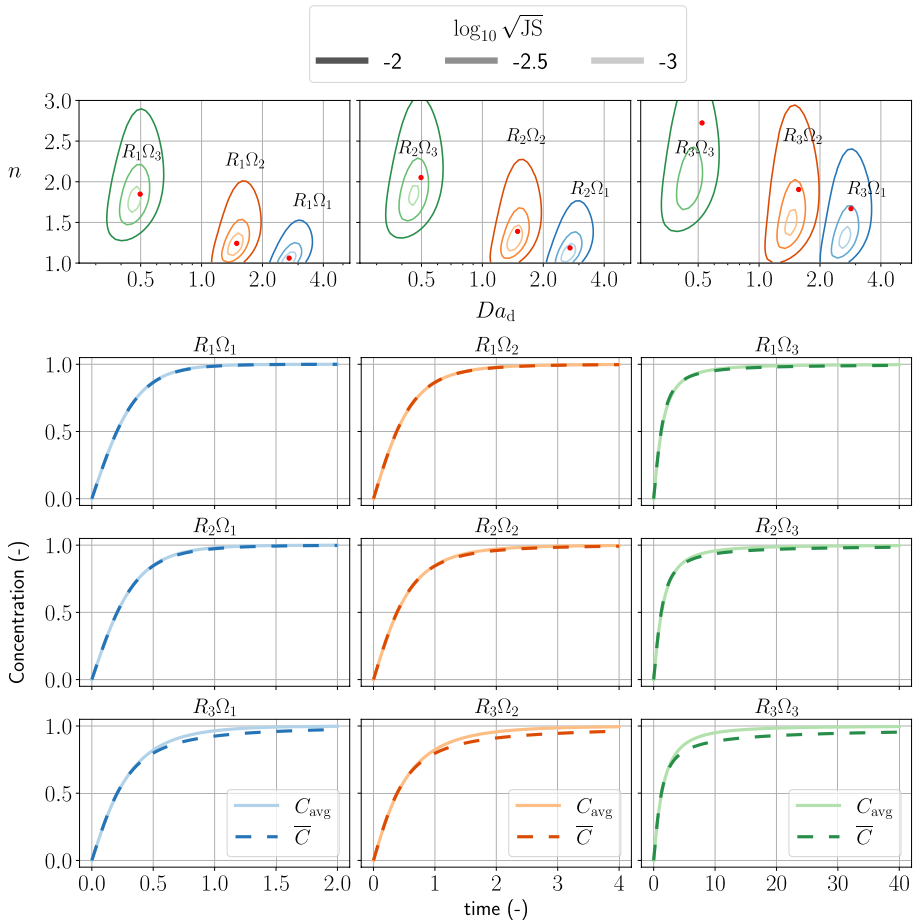 log₁₀ √JS
-2 -2.5 -3
3.0
2.5
2.0
1.5
1.0
n
R₁Ω₃ R₁Ω₂ R₁Ω₁
R₂Ω₃ R₂Ω₂ R₂Ω₁
R₃Ω₃ R₃Ω₂ R₃Ω₁
0.5 1.0 2.0 4.0 0.5 1.0 2.0 4.0 0.5 1.0 2.0 4.0
Da_d
R₁Ω₁ R₁Ω₂ R₁Ω₃
1.0
0.5
0.0
R₂Ω₁ R₂Ω₂ R₂Ω₃
1.0
0.5
0.0
Concentration (-)
R₃Ω₁ R₃Ω₂ R₃Ω₃
1.0
0.5
0.0
C_avg C_avg C_avg
C̅ C̅ C̅
0.0 0.5 1.0 1.5 2.0 0 1 2 3 4 0 10 20 30 40
time (-)